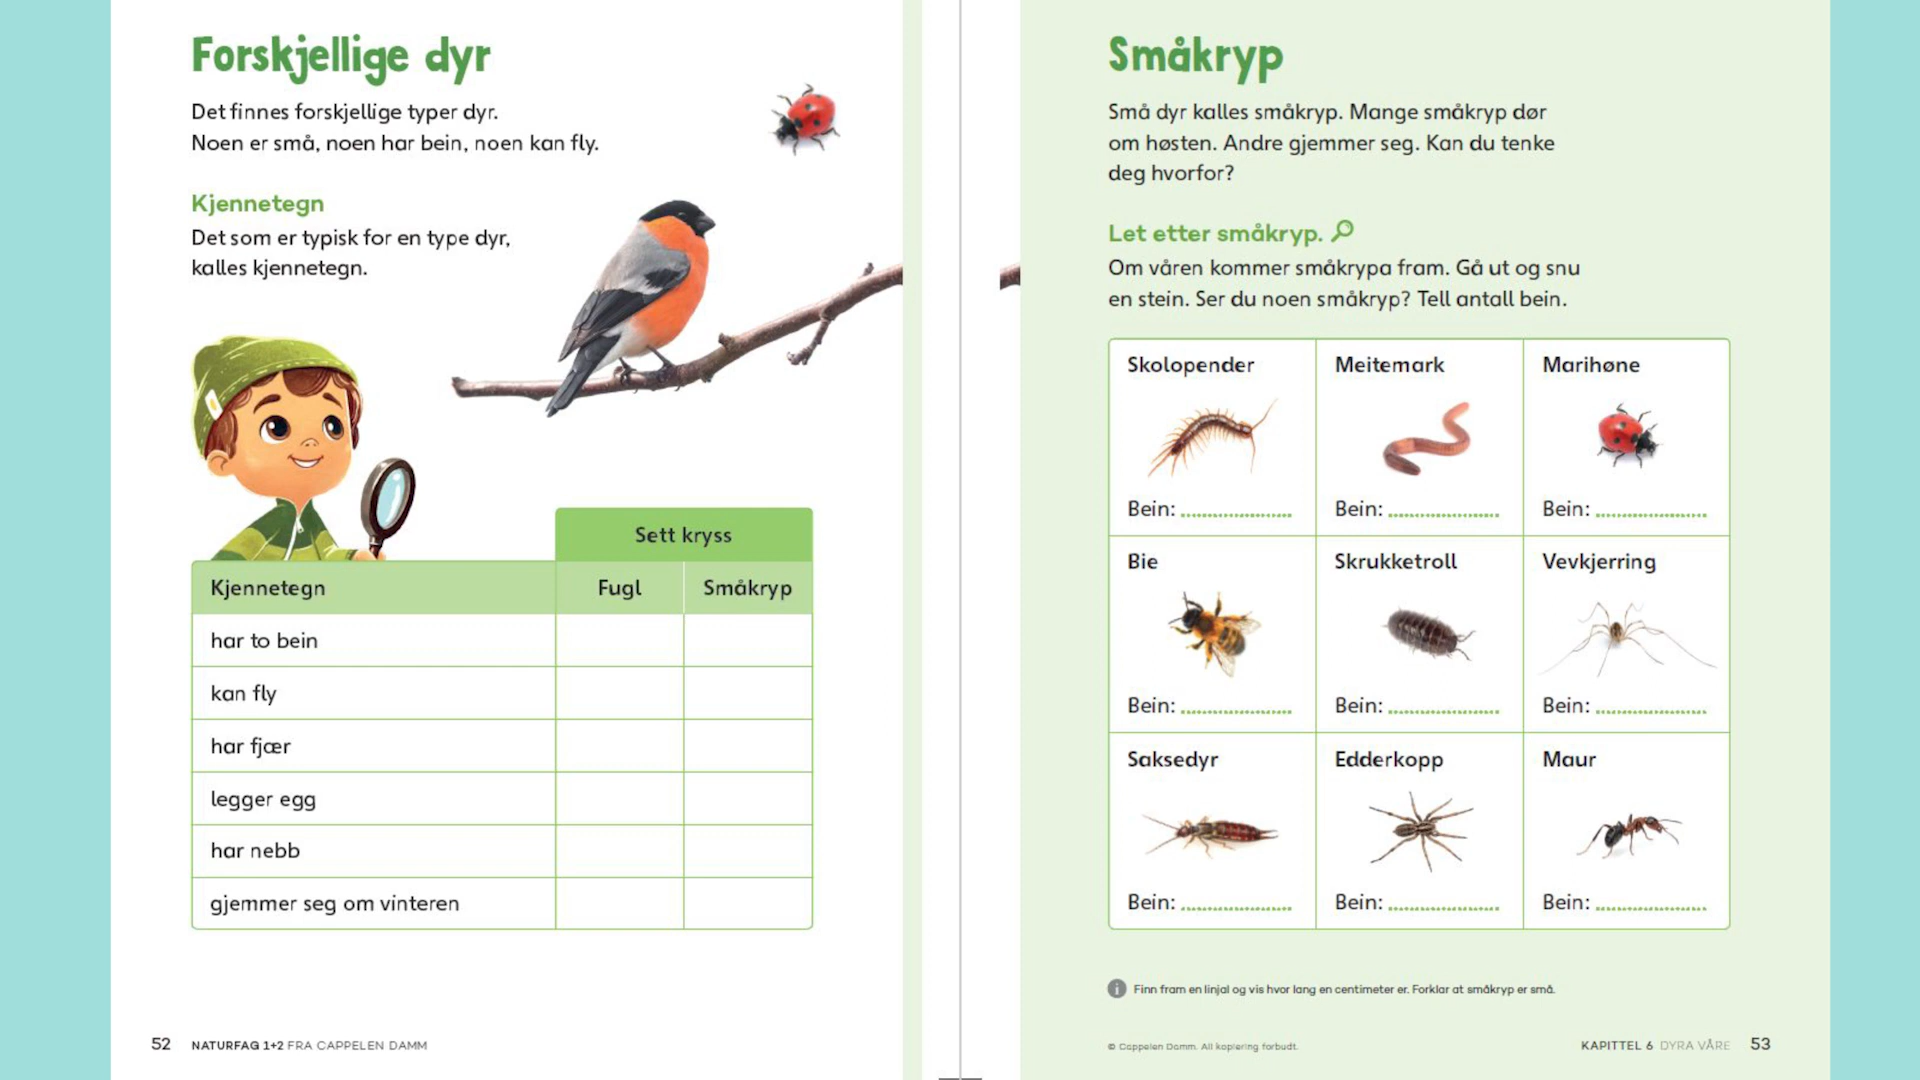 Forskjellige dyr
Det finnes forskjellige typer dyr.
Noen er små, noen har bein, noen kan fly.
Kjennetegn
Det som er typisk for en type dyr,
kalles kjennetegn.
Sett kryss
Kjennetegn Fugl Småkryp
har to bein
kan fly
har fjær
legger egg
har nebb
gjemmer seg om vinteren
52 NATURFAG 1+2 FRA CAPPELEN DAMM
Småkryp
Små dyr kalles småkryp. Mange småkryp dør
om høsten. Andre gjemmer seg. Kan du tenke
deg hvorfor?
Let etter småkryp.
Om våren kommer småkrypa fram. Gå ut og snu
en stein. Ser du noen småkryp? Tell antall bein.
Skolopender Meitemark Marihøne
Bein: Bein: Bein:
Bie Skrukketroll Vevkjerring
Bein: Bein: Bein:
Saksedyr Edderkopp Maur
Bein: Bein: Bein:
i Finn fram en linjal og vis hvor lang en centimeter er. Forklar at småkryp er små.
© Cappelen Damm. All kopiering forbudt.
KAPITTEL 6 DYRA VÅRE 53